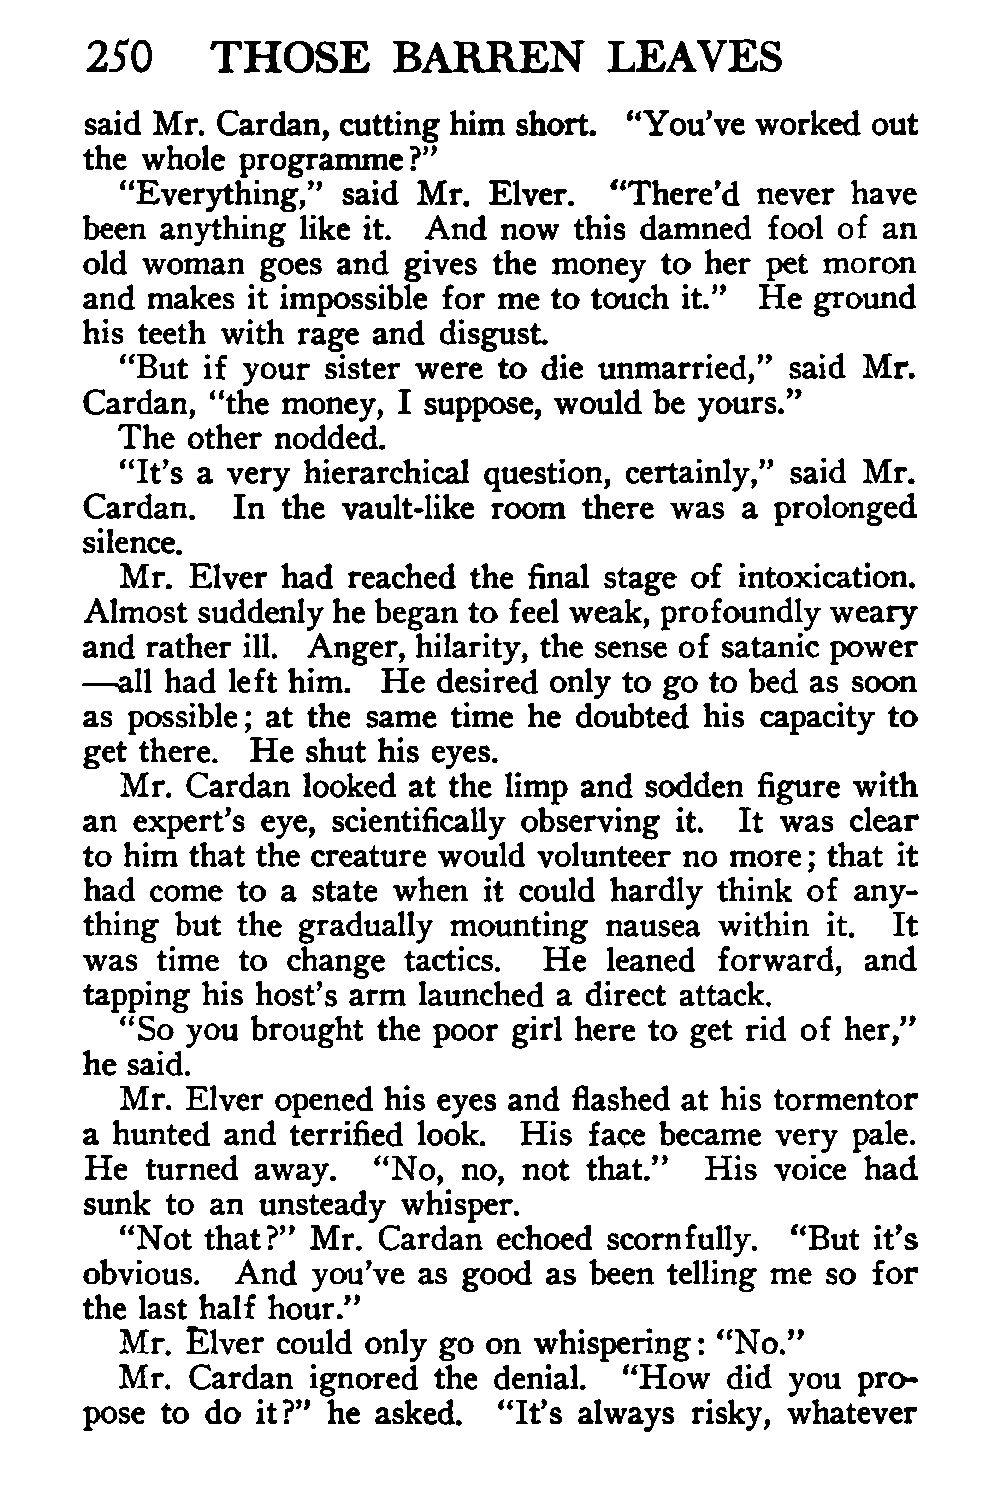 250 THOSE BARREN LEAVES
said Mr. Cardan, cutting him short. “You’ve worked out
the whole programme?”
“Everything,” said Mr. Elver. “There’d never have
been anything like it. And now this damned fool of an
old woman goes and gives the money to her pet moron
and makes it impossible for me to touch it.” He ground
his teeth with rage and disgust.
“But if your sister were to die unmarried,” said Mr.
Cardan, “the money, I suppose, would be yours.”
The other nodded.
“It’s a very hierarchical question, certainly,” said Mr.
Cardan. In the vault-like room there was a prolonged
silence.
Mr. Elver had reached the final stage of intoxication.
Almost suddenly he began to feel weak, profoundly weary
and rather ill. Anger, hilarity, the sense of satanic power
—all had left him. He desired only to go to bed as soon
as possible; at the same time he doubted his capacity to
get there. He shut his eyes.
Mr. Cardan looked at the limp and sodden figure with
an expert’s eye, scientifically observing it. It was clear
to him that the creature would volunteer no more; that it
had come to a state when it could hardly think of any-
thing but the gradually mounting nausea within it. It
was time to change tactics. He leaned forward, and
tapping his host’s arm launched a direct attack.
“So you brought the poor girl here to get rid of her,”
he said.
Mr. Elver opened his eyes and flashed at his tormentor
a hunted and terrified look. His face became very pale.
He turned away. “No, no, not that.” His voice had
sunk to an unsteady whisper.
“Not that?” Mr. Cardan echoed scornfully. “But it’s
obvious. And you’ve as good as been telling me so for
the last half hour.”
Mr. Elver could only go on whispering: “No.”
Mr. Cardan ignored the denial. “How did you pro-
pose to do it?” he asked. “It’s always risky, whatever